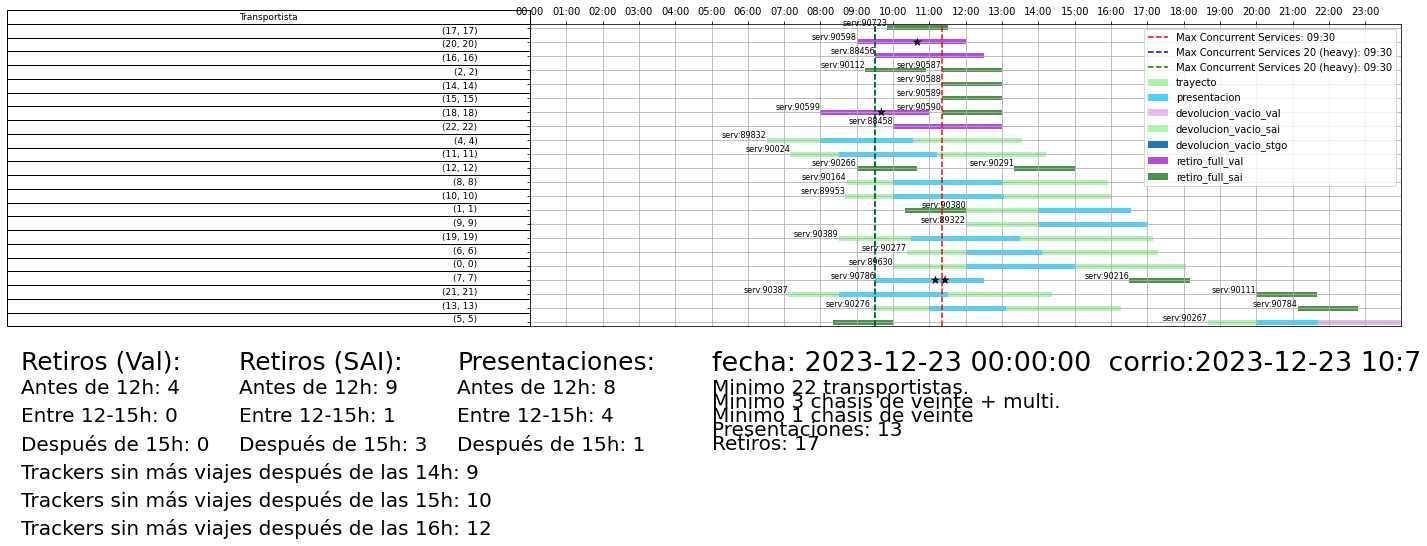 Transportista
00:00 01:00 02:00 03:00 04:00 05:00 06:00 07:00 08:00 09:00 10:00 11:00 12:00 13:00 14:00 15:00 16:00 17:00 18:00 19:00 20:00 21:00 22:00 23:00
(17, 17) serv:90723
(20, 20) serv:90598
(16, 16) serv:88456
(2, 2) serv:90112 serv:90587
(14, 14) serv:90588
(15, 15) serv:90589
(18, 18) serv:90599 serv:90590
(22, 22) serv:88458
(4, 4) serv:89832
(11, 11) serv:90024
(12, 12) serv:90266 serv:90291
(8, 8) serv:90164
(10, 10) serv:89953
(1, 1) serv:90380
(9, 9) serv:89322
(19, 19) serv:90389
(6, 6) serv:90277
(0, 0) serv:89630
(7, 7) serv:90786 serv:90216
(21, 21) serv:90387 serv:90111
(13, 13) serv:90276 serv:90784
(5, 5) serv:90267
Max Concurrent Services: 09:30
Max Concurrent Services 20 (heavy): 09:30
Max Concurrent Services 20 (heavy): 09:30
trayecto
presentacion
devolucion_vacio_val
devolucion_vacio_sai
devolucion_vacio_stgo
retiro_full_val
retiro_full_sai
Retiros (Val):
Antes de 12h: 4
Entre 12-15h: 0
Después de 15h: 0
Retiros (SAI):
Antes de 12h: 9
Entre 12-15h: 1
Después de 15h: 3
Presentaciones:
Antes de 12h: 8
Entre 12-15h: 4
Después de 15h: 1
Trackers sin más viajes después de las 14h: 9
Trackers sin más viajes después de las 15h: 10
Trackers sin más viajes después de las 16h: 12
fecha: 2023-12-23 00:00:00 corrio:2023-12-23 10:7
Minimo 22 transportistas.
Minimo 3 chasis de veinte + multi.
Minimo 1 chasis de veinte
Presentaciones: 13
Retiros: 17